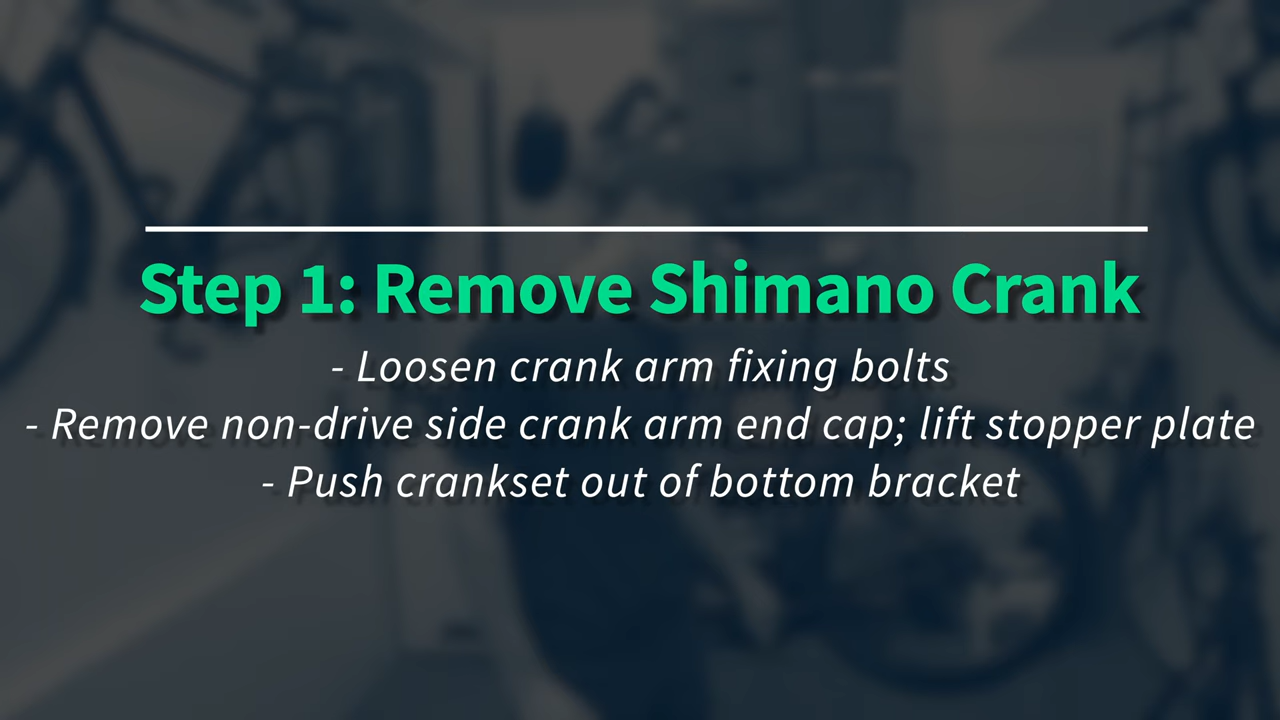 Step 1: Remove Shimano Crank
- Loosen crank arm fixing bolts
- Remove non-drive side crank arm end cap; lift stopper plate
- Push crankset out of bottom bracket